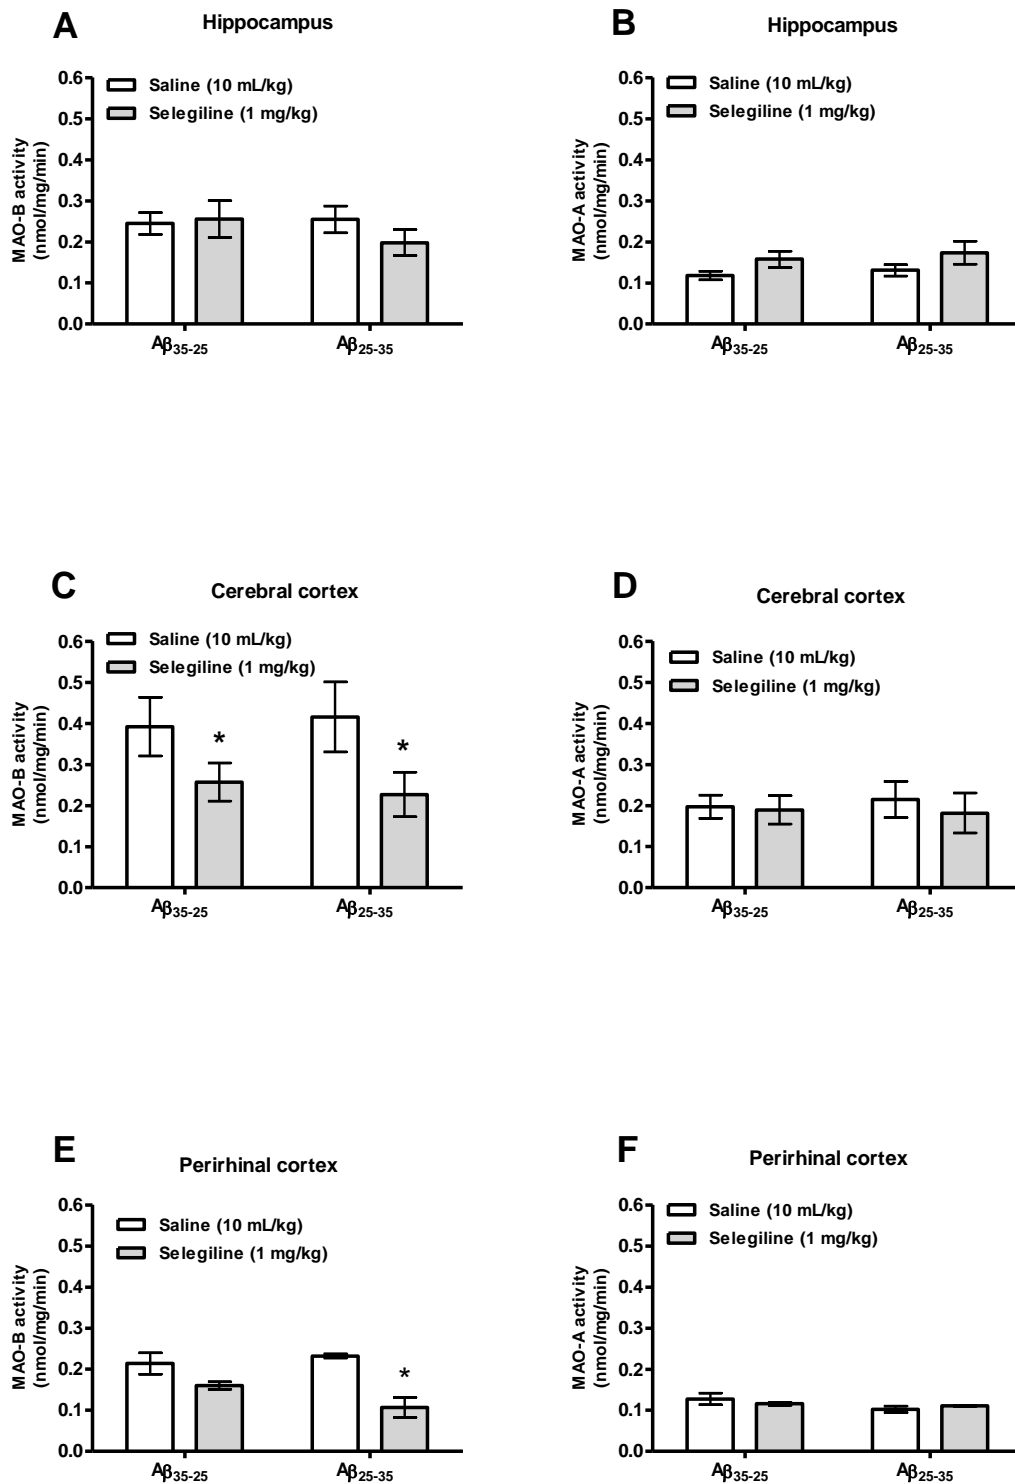 A
Hippocampus
0.6
0.5
0.4
0.3
0.2
0.1
0.0
MAO-B activity
(nmol/mg/min)
Saline (10 mL/kg)
Selegiline (1 mg/kg)
Aβ35-25
Aβ25-35
B
Hippocampus
0.6
0.5
0.4
0.3
0.2
0.1
0.0
MAO-A activity
(nmol/mg/min)
Saline (10 mL/kg)
Selegiline (1 mg/kg)
Aβ35-25
Aβ25-35
C
Cerebral cortex
0.6
0.5
0.4
0.3
0.2
0.1
0.0
MAO-B activity
(nmol/mg/min)
Saline (10 mL/kg)
Selegiline (1 mg/kg)
*
*
Aβ35-25
Aβ25-35
D
Cerebral cortex
0.6
0.5
0.4
0.3
0.2
0.1
0.0
MAO-A activity
(nmol/mg/min)
Saline (10 mL/kg)
Selegiline (1 mg/kg)
Aβ35-25
Aβ25-35
E
Perirhinal cortex
0.6
0.5
0.4
0.3
0.2
0.1
0.0
MAO-B activity
(nmol/mg/min)
Saline (10 mL/kg)
Selegiline (1 mg/kg)
*
Aβ35-25
Aβ25-35
F
Perirhinal cortex
0.6
0.5
0.4
0.3
0.2
0.1
0.0
MAO-A activity
(nmol/mg/min)
Saline (10 mL/kg)
Selegiline (1 mg/kg)
Aβ35-25
Aβ25-35